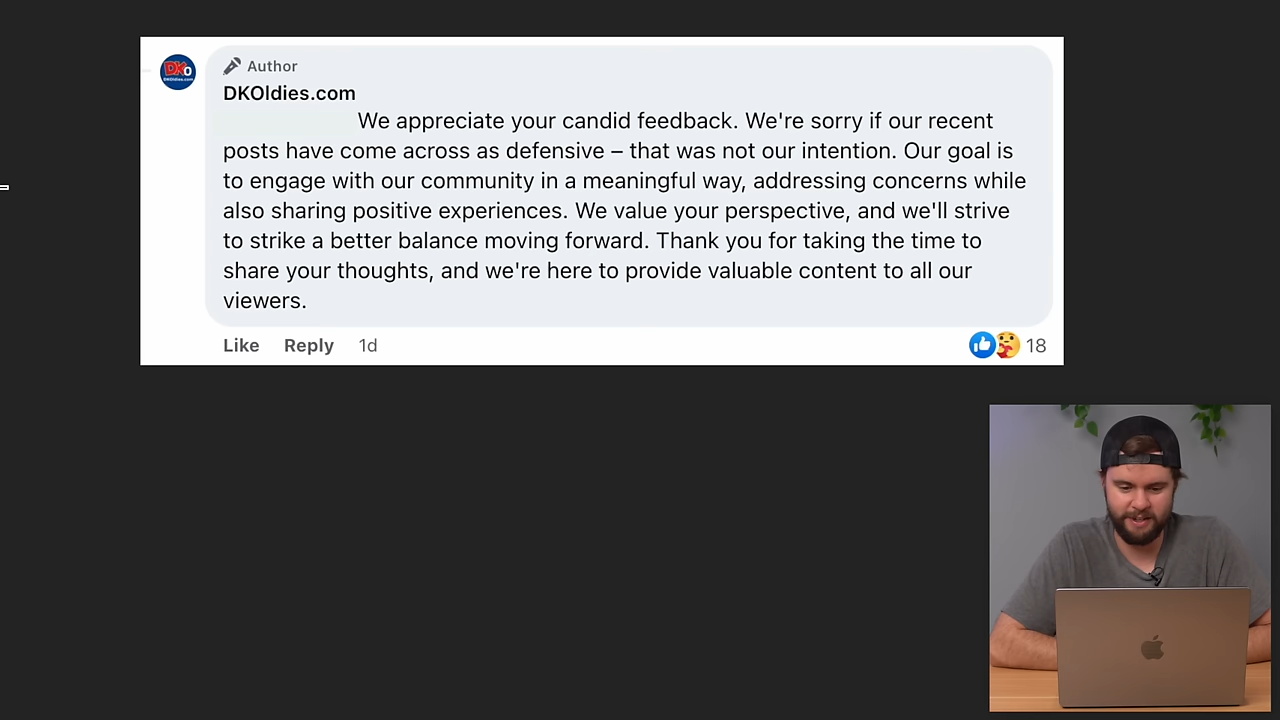 Author
DKOldies.com
We appreciate your candid feedback. We're sorry if our recent
posts have come across as defensive – that was not our intention. Our goal is
to engage with our community in a meaningful way, addressing concerns while
also sharing positive experiences. We value your perspective, and we'll strive
to strike a better balance moving forward. Thank you for taking the time to
share your thoughts, and we're here to provide valuable content to all our
viewers.
Like Reply 1d 18
DKO
DKOldies.com